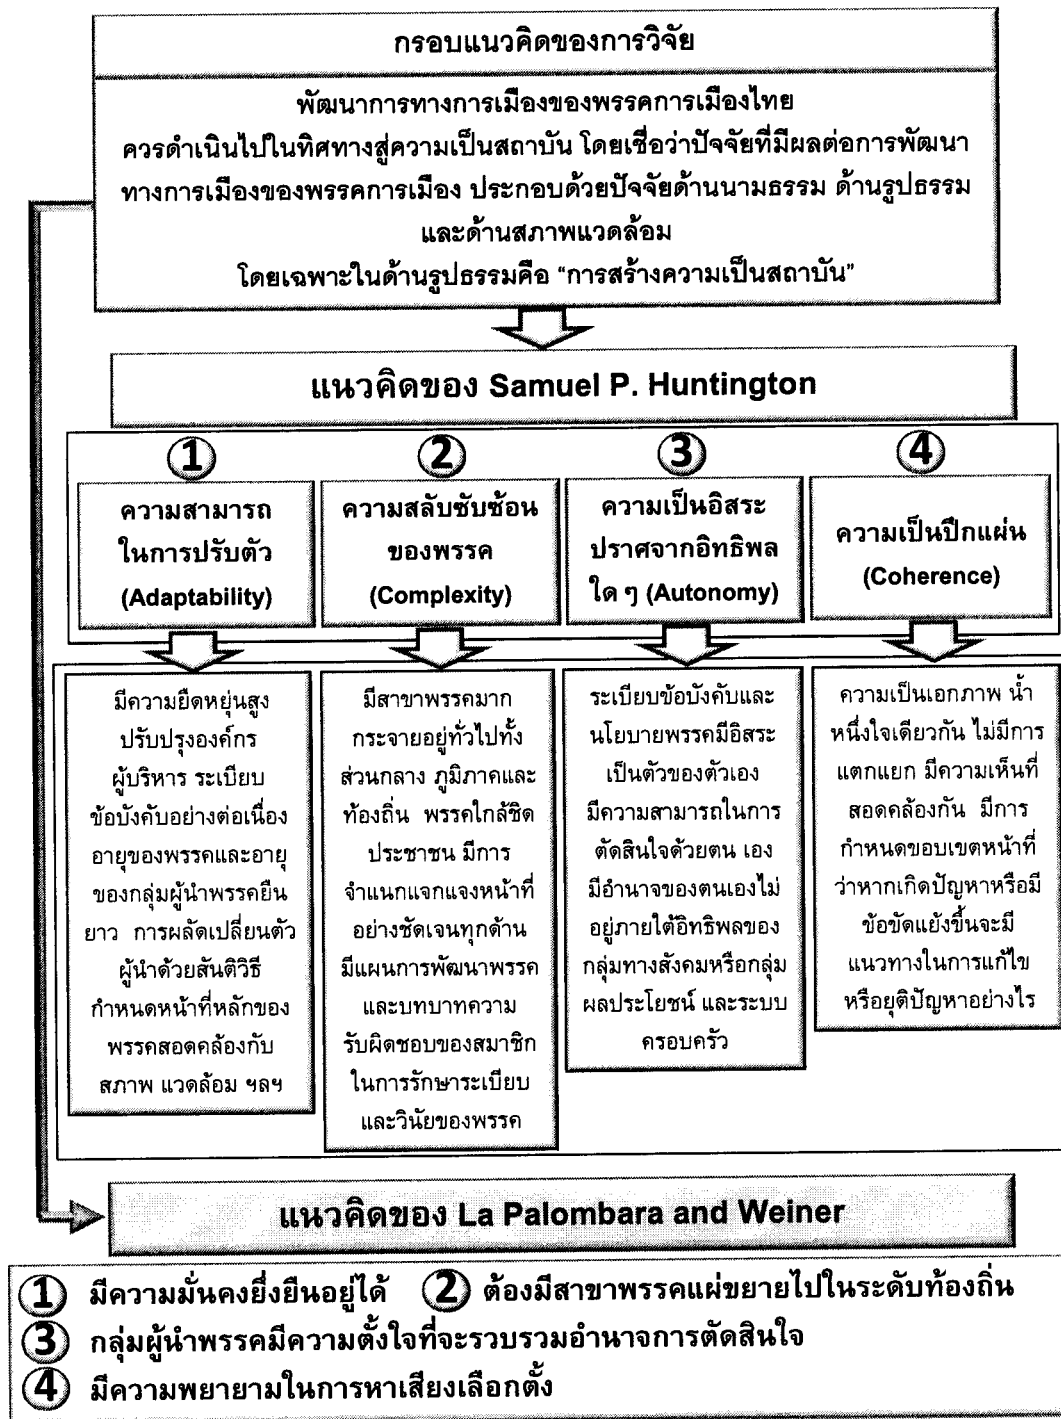 กรอบแนวคิดของการวิจัย
พัฒนาการทางการเมืองของพรรคการเมืองไทย
ควรดำเนินไปในทิศทางสู่ความเป็นสถาบัน โดยเชื่อว่าปัจจัยที่มีผลต่อการพัฒนา
ทางการเมืองของพรรคการเมือง ประกอบด้วยปัจจัยด้านนามธรรม ด้านรูปธรรม
และด้านสภาพแวดล้อม
โดยเฉพาะในด้านรูปธรรมคือ “การสร้างความเป็นสถาบัน”
แนวคิดของ Samuel P. Huntington
1
ความสามารถ
ในการปรับตัว
(Adaptability)
2
ความสลับซับซ้อน
ของพรรค
(Complexity)
3
ความเป็นอิสระ
ปราศจากอิทธิพล
ใด ๆ (Autonomy)
4
ความเป็นปึกแผ่น
(Coherence)
มีความยืดหยุ่นสูง
ปรับปรุงองค์กร
ผู้บริหาร ระเบียบ
ข้อบังคับอย่างต่อเนื่อง
อายุของพรรคและอายุ
ของกลุ่มผู้นำพรรคยืน
ยาว การผลัดเปลี่ยนตัว
ผู้นำด้วยสันติวิธี
กำหนดหน้าที่หลักของ
พรรคสอดคล้องกับ
สภาพ แวดล้อม ฯลฯ
มีสาขาพรรคมาก
กระจายอยู่ทั่วไปทั้ง
ส่วนกลาง ภูมิภาคและ
ท้องถิ่น พรรคใกล้ชิด
ประชาชน มีการ
จำแนกแจกแจงหน้าที่
อย่างชัดเจนทุกด้าน
มีแผนการพัฒนาพรรค
และบทบาทความ
รับผิดชอบของสมาชิก
ในการรักษาระเบียบ
และวินัยของพรรค
ระเบียบข้อบังคับและ
นโยบายพรรคมีอิสระ
เป็นตัวของตัวเอง
มีความสามารถในการ
ตัดสินใจด้วยตน เอง
มีอำนาจของตนเองไม่
อยู่ภายใต้อิทธิพลของ
กลุ่มทางสังคมหรือกลุ่ม
ผลประโยชน์ และระบบ
ครอบครัว
ความเป็นเอกภาพ น้ำ
หนึ่งใจเดียวกัน ไม่มีการ
แตกแยก มีความเห็นที่
สอดคล้องกัน มีการ
กำหนดขอบเขตหน้าที่
ว่าหากเกิดปัญหาหรือมี
ข้อขัดแย้งขึ้นจะมี
แนวทางในการแก้ไข
หรือยุติปัญหาอย่างไร
แนวคิดของ La Palombara and Weiner
1 มีความมั่นคงยั่งยืนอยู่ได้ 2 ต้องมีสาขาพรรคแผ่ขยายไปในระดับท้องถิ่น
3 กลุ่มผู้นำพรรคมีความตั้งใจที่จะรวบรวมอำนาจการตัดสินใจ
4 มีความพยายามในการหาเสียงเลือกตั้ง